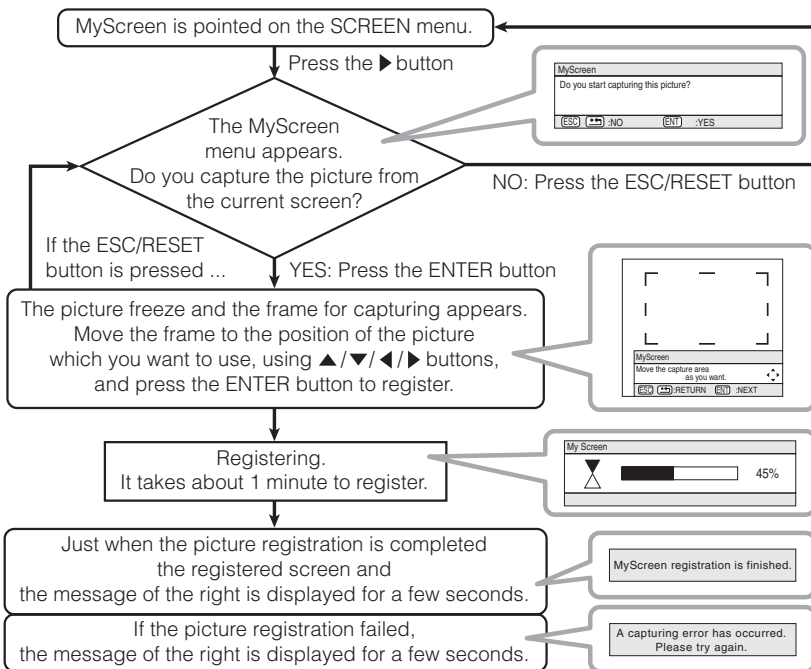 MyScreen is pointed on the SCREEN menu.
Press the ▶ button
MyScreen
Do you start capturing this picture?
ESC :NO ENT :YES
The MyScreen
menu appears.
Do you capture the picture from
the current screen?
NO: Press the ESC/RESET button
If the ESC/RESET
button is pressed ...
YES: Press the ENTER button
The picture freeze and the frame for capturing appears.
Move the frame to the position of the picture
which you want to use, using ▲/▼/◀/▶ buttons,
and press the ENTER button to register.
MyScreen
Move the capture area
as you want.
ESC :RETURN ENT :NEXT
Registering.
It takes about 1 minute to register.
My Screen
45%
Just when the picture registration is completed
the registered screen and
the message of the right is displayed for a few seconds.
MyScreen registration is finished.
If the picture registration failed,
the message of the right is displayed for a few seconds.
A capturing error has occurred.
Please try again.